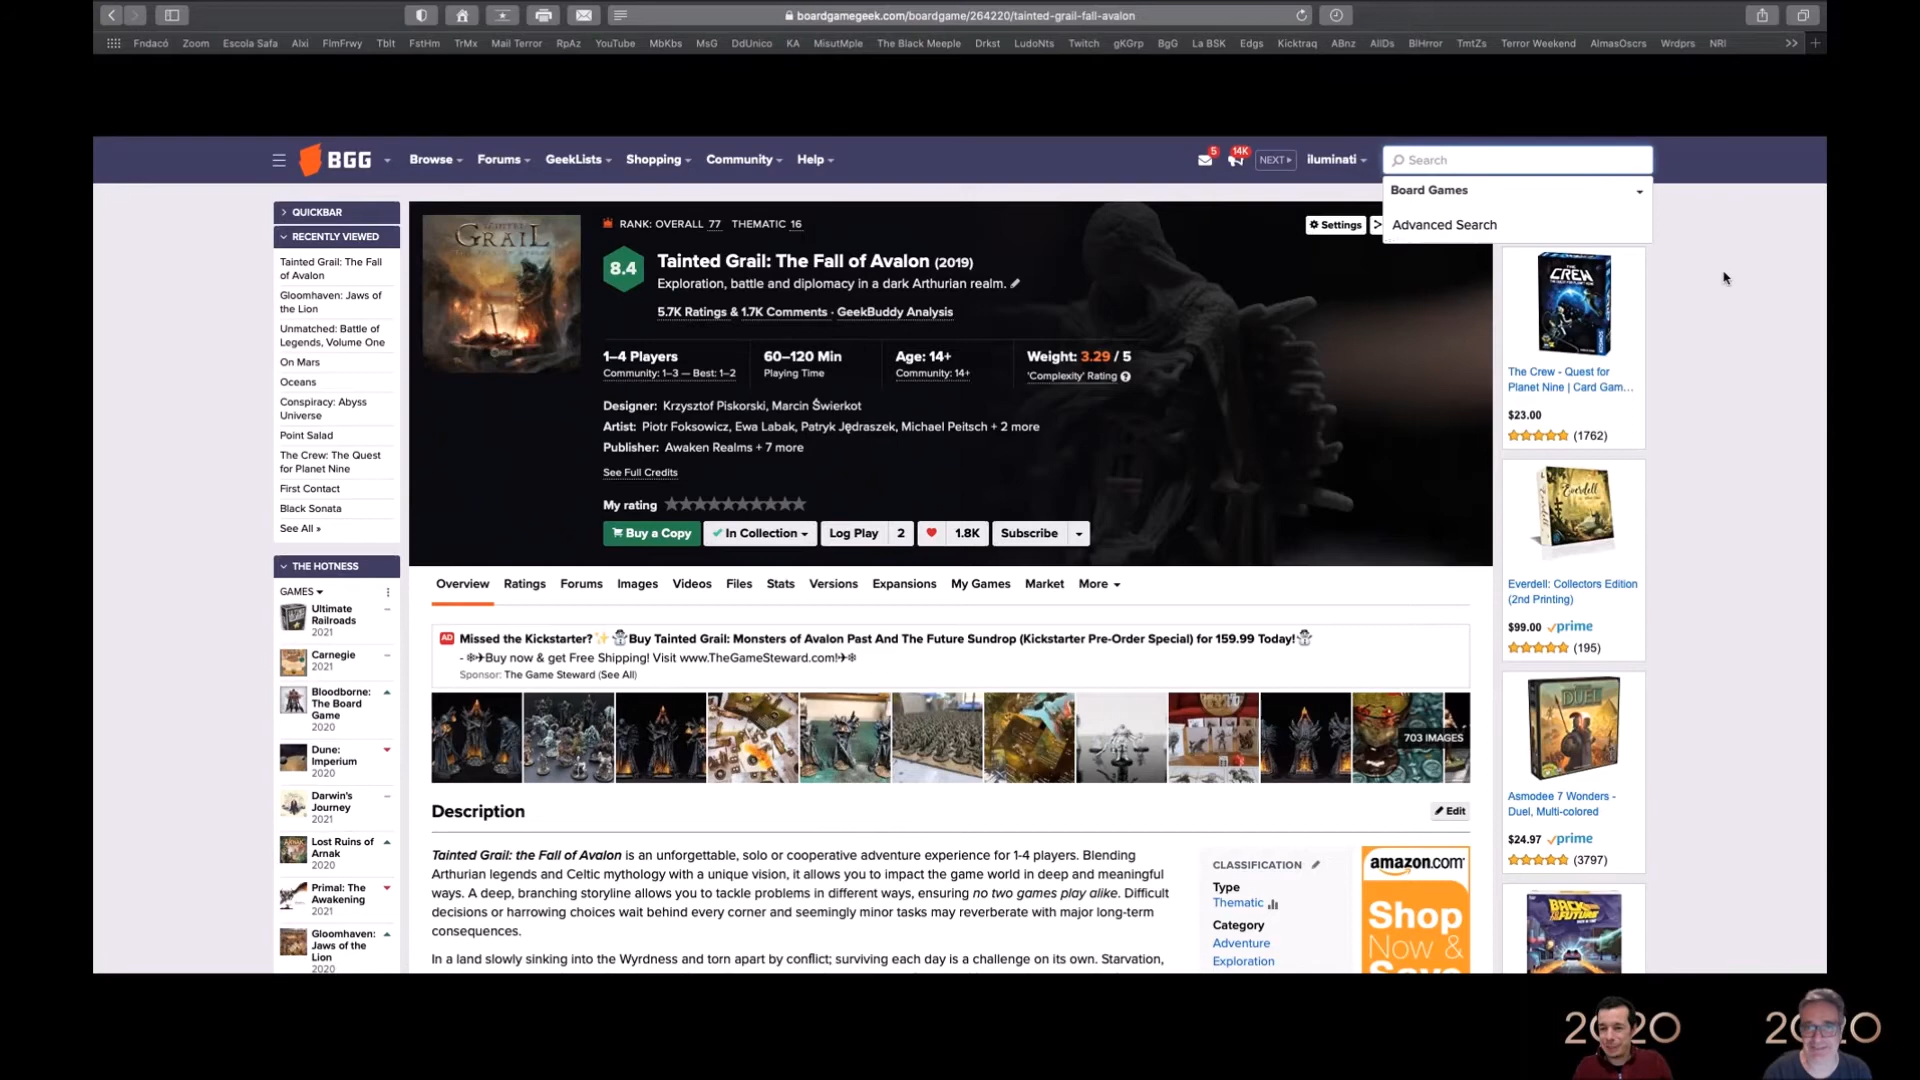 boardgamegeek.com/boardgame/264220/tainted-grail-fall-avalon
Fndacó Zoom Escola Safa Alxi FlmFrwy Tblt FstHm TrMx Mail Terror RpAz YouTube MbKbs MsG DdUnico KA MisutMple The Black Meeple Drkst LudoNts Twitch gKGrp BgG La BSK Edgs Kicktraq ABnz AllDs BlHrror TmtZs Terror Weekend AlmasOscrs Wrdprs NRI
BGG Browse Forums GeekLists Shopping Community Help 5 14K NEXT iluminati Search
Board Games
Advanced Search
QUICKBAR
RECENTLY VIEWED
Tainted Grail: The Fall
of Avalon
Gloomhaven: Jaws of
the Lion
Unmatched: Battle of
Legends, Volume One
On Mars
Oceans
Conspiracy: Abyss
Universe
Point Salad
The Crew: The Quest
for Planet Nine
First Contact
Black Sonata
See All »
THE HOTNESS
GAMES
Ultimate
Railroads
2021
Carnegie
2021
Bloodborne:
The Board
Game
2020
Dune:
Imperium
2020
Darwin's
Journey
2021
Lost Ruins of
Arnak
2020
Primal: The
Awakening
2021
Gloomhaven:
Jaws of the
Lion
2020
GRAIL
RANK: OVERALL 77 THEMATIC 16
Settings
8.4
Tainted Grail: The Fall of Avalon (2019)
Exploration, battle and diplomacy in a dark Arthurian realm.
5.7K Ratings & 1.7K Comments · GeekBuddy Analysis
1–4 Players 60–120 Min Age: 14+ Weight: 3.29 / 5
Community: 1–3 — Best: 1–2 Playing Time Community: 14+ 'Complexity' Rating
Designer: Krzysztof Piskorski, Marcin Świerkot
Artist: Piotr Foksowicz, Ewa Labak, Patryk Jędraszek, Michael Peitsch + 2 more
Publisher: Awaken Realms + 7 more
See Full Credits
My rating
Buy a Copy In Collection Log Play 2 1.8K Subscribe
Overview Ratings Forums Images Videos Files Stats Versions Expansions My Games Market More
AD Missed the Kickstarter? Buy Tainted Grail: Monsters of Avalon Past And The Future Sundrop (Kickstarter Pre-Order Special) for 159.99 Today!
- ❄✈Buy now & get Free Shipping! Visit www.TheGameSteward.com!✈❄
Sponsor: The Game Steward (See All)
703 IMAGES
Description
Edit
Tainted Grail: the Fall of Avalon is an unforgettable, solo or cooperative adventure experience for 1-4 players. Blending
Arthurian legends and Celtic mythology with a unique vision, it allows you to impact the game world in deep and meaningful
ways. A deep, branching storyline allows you to tackle problems in different ways, ensuring no two games play alike. Difficult
decisions or harrowing choices wait behind every corner and seemingly minor tasks may reverberate with major long-term
consequences.
In a land slowly sinking into the Wyrdness and torn apart by conflict; surviving each day is a challenge on its own. Starvation,
CLASSIFICATION
Type
Thematic
Category
Adventure
Exploration
amazon.com
Shop
Now &
Save
THE CREW
The Crew - Quest for
Planet Nine | Card Gam...
$23.00
(1762)
Everdell
Everdell: Collectors Edition
(2nd Printing)
$99.00 prime
(195)
DUEL
Asmodee 7 Wonders -
Duel, Multi-colored
$24.97 prime
(3797)
BACK TO THE FUTURE
2020
2020